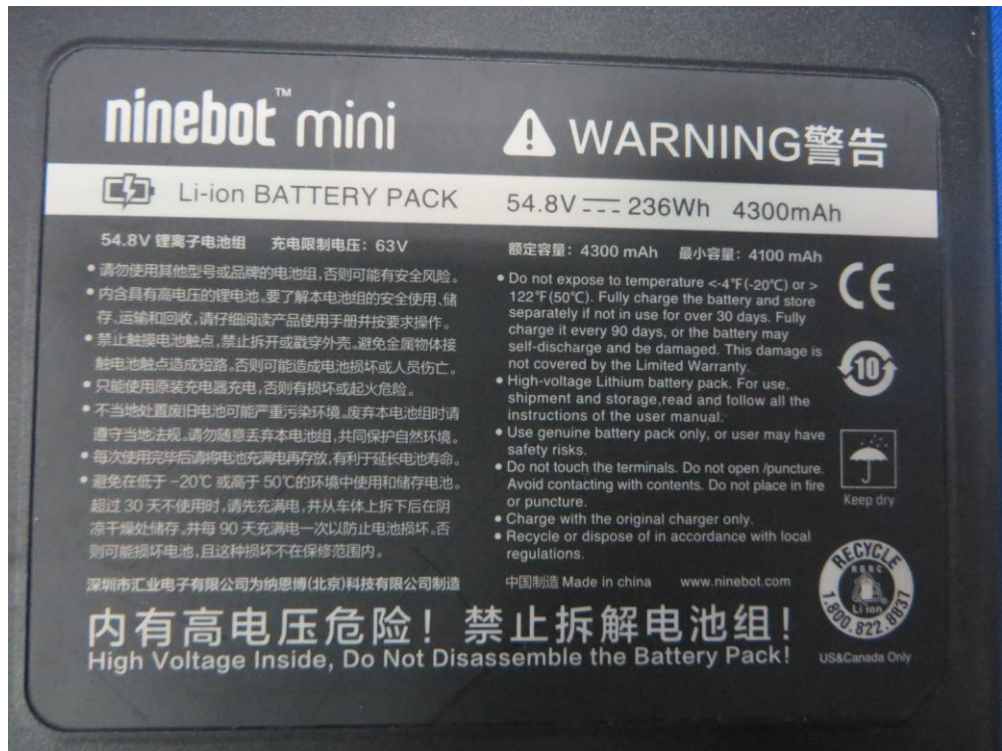 ninebot™ mini
WARNING警告
Li-ion BATTERY PACK
54.8V 236Wh 4300mAh
54.8V 锂离子电池组 充电限制电压：63V
• 请勿使用其他型号或品牌的电池组，否则可能有安全风险。
• 内含具有高电压的锂电池。要了解本电池组的安全使用、储
存、运输和回收，请仔细阅读产品使用手册并按要求操作。
• 禁止触摸电池触点，禁止拆开或戳穿外壳。避免金属物体接
触电池触点造成短路。否则可能造成电池损坏或人员伤亡。
• 只能使用原装充电器充电，否则有损坏或起火危险。
• 不当地处置废旧电池可能严重污染环境。废弃本电池组时请
遵守当地法规。请勿随意丢弃本电池组，共同保护自然环境。
• 每次使用完毕后请将电池充满电再存放，有利于延长电池寿命。
• 避免在低于 -20℃ 或高于 50℃的环境中使用和储存电池。
超过 30 天不使用时，请先充满电，并从车体上拆下后在阴
凉干燥处储存，并每 90 天充满电一次以防止电池损坏。否
则可能损坏电池，且这种损坏不在保修范围内。
深圳市汇业电子有限公司为纳恩博(北京)科技有限公司制造
额定容量：4300 mAh 最小容量：4100 mAh
• Do not expose to temperature <-4°F(-20℃) or >
122°F(50℃). Fully charge the battery and store
separately if not in use for over 30 days. Fully
charge it every 90 days, or the battery may
self-discharge and be damaged. This damage is
not covered by the Limited Warranty.
• High-voltage Lithium battery pack. For use,
shipment and storage,read and follow all the
instructions of the user manual.
• Use genuine battery pack only, or user may have
safety risks.
• Do not touch the terminals. Do not open /puncture.
Avoid contacting with contents. Do not place in fire
or puncture.
• Charge with the original charger only.
• Recycle or dispose of in accordance with local
regulations.
中国制造 Made in china www.ninebot.com
CE
10
Keep dry
RECYCLE
RBRC
Li ion
1.800.822.8837
US&Canada Only
内有高电压危险！禁止拆解电池组！
High Voltage Inside, Do Not Disassemble the Battery Pack!